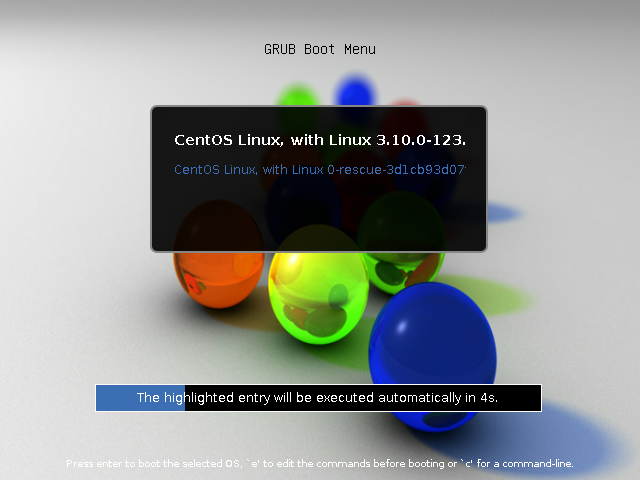 GRUB Boot Menu
CentOS Linux, with Linux 3.10.0-123.
CentOS Linux, with Linux 0-rescue-3d1cb93d07
The highlighted entry will be executed automatically in 4s.
Press enter to boot the selected OS, `e' to edit the commands before booting or `c' for a command-line.